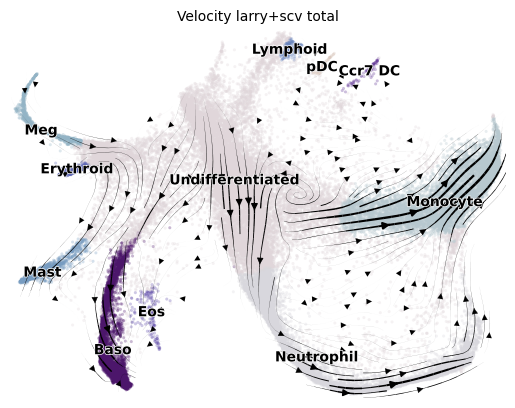 Velocity larry+scv total
Lymphoid
pDC
Ccr7 DC
Meg
Erythroid
Undifferentiated
Monocyte
Mast
Eos
Baso
Neutrophil